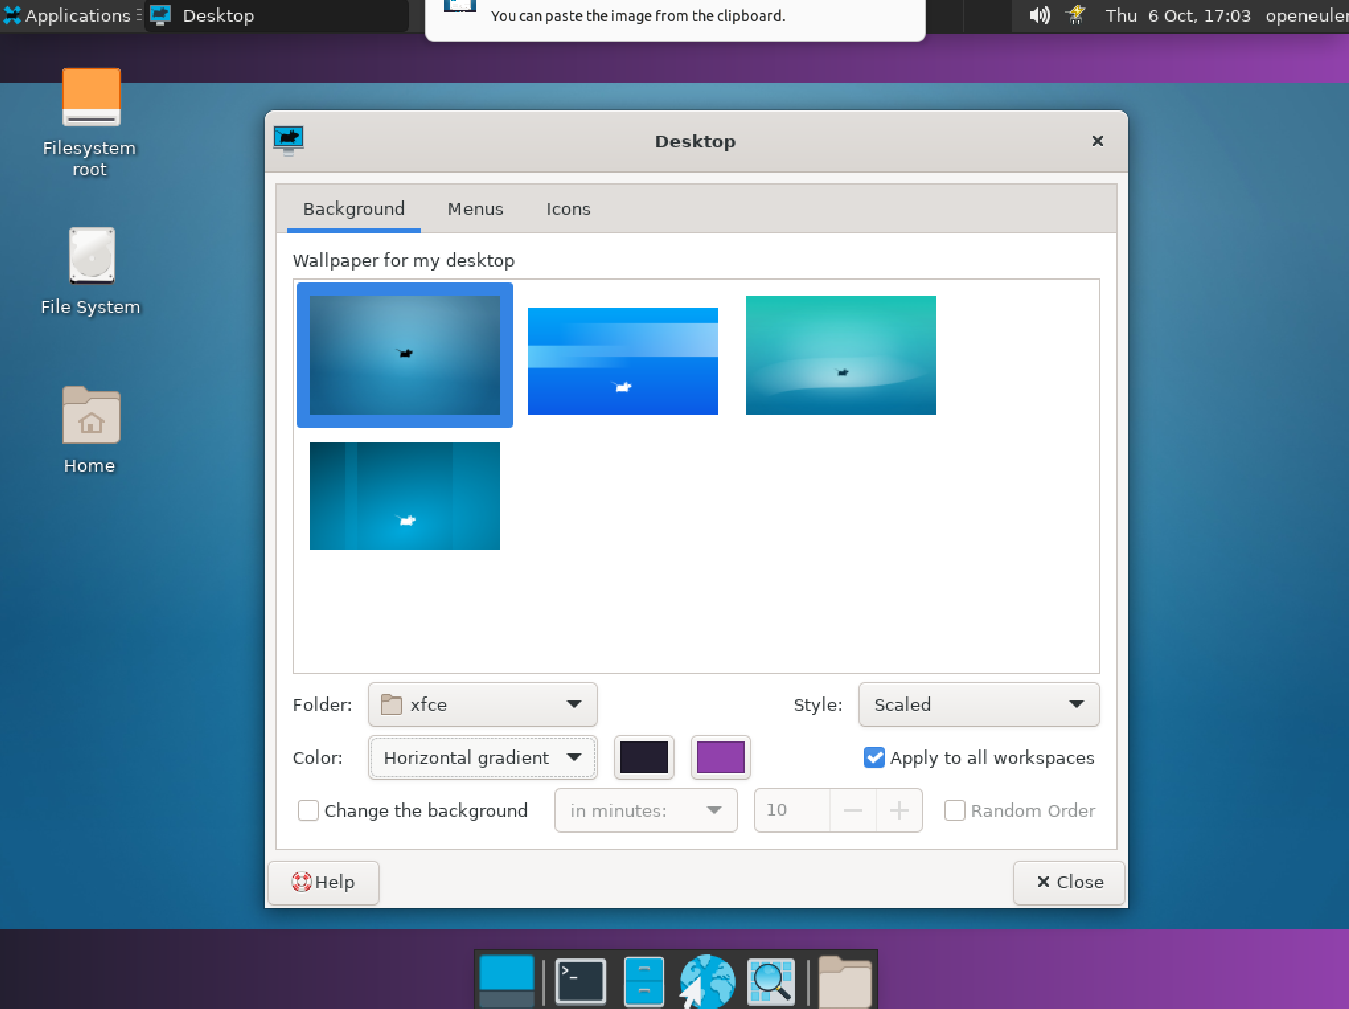 Applications
Desktop
You can paste the image from the clipboard.
Thu 6 Oct, 17:03
openeuler
Filesystem
root
File System
Home
Desktop
Background
Menus
Icons
Wallpaper for my desktop
Folder:
xfce
Style:
Scaled
Color:
Horizontal gradient
Apply to all workspaces
Change the background
in minutes:
10
Random Order
Help
Close
>_